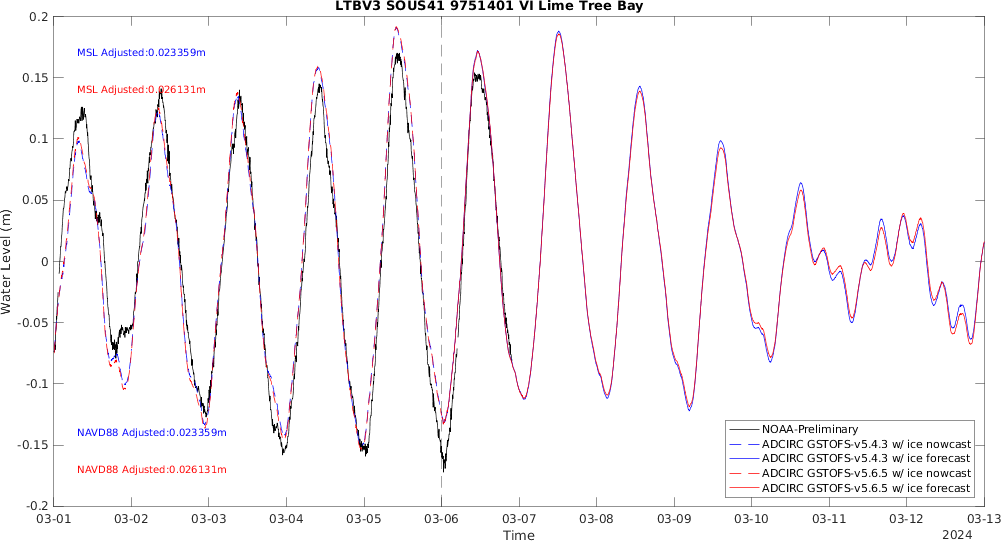 LTBV3 SOUS41 9751401 VI Lime Tree Bay
0.2
0.15
0.1
0.05
0
-0.05
-0.1
-0.15
-0.2
Water Level (m)
MSL Adjusted:0.023359m
MSL Adjusted:0.026131m
NAVD88 Adjusted:0.023359m
NAVD88 Adjusted:0.026131m
NOAA-Preliminary
ADCIRC GSTOFS-v5.4.3 w/ ice nowcast
ADCIRC GSTOFS-v5.4.3 w/ ice forecast
ADCIRC GSTOFS-v5.6.5 w/ ice nowcast
ADCIRC GSTOFS-v5.6.5 w/ ice forecast
03-01 03-02 03-03 03-04 03-05 03-06 03-07 03-08 03-09 03-10 03-11 03-12 03-13
Time
2024